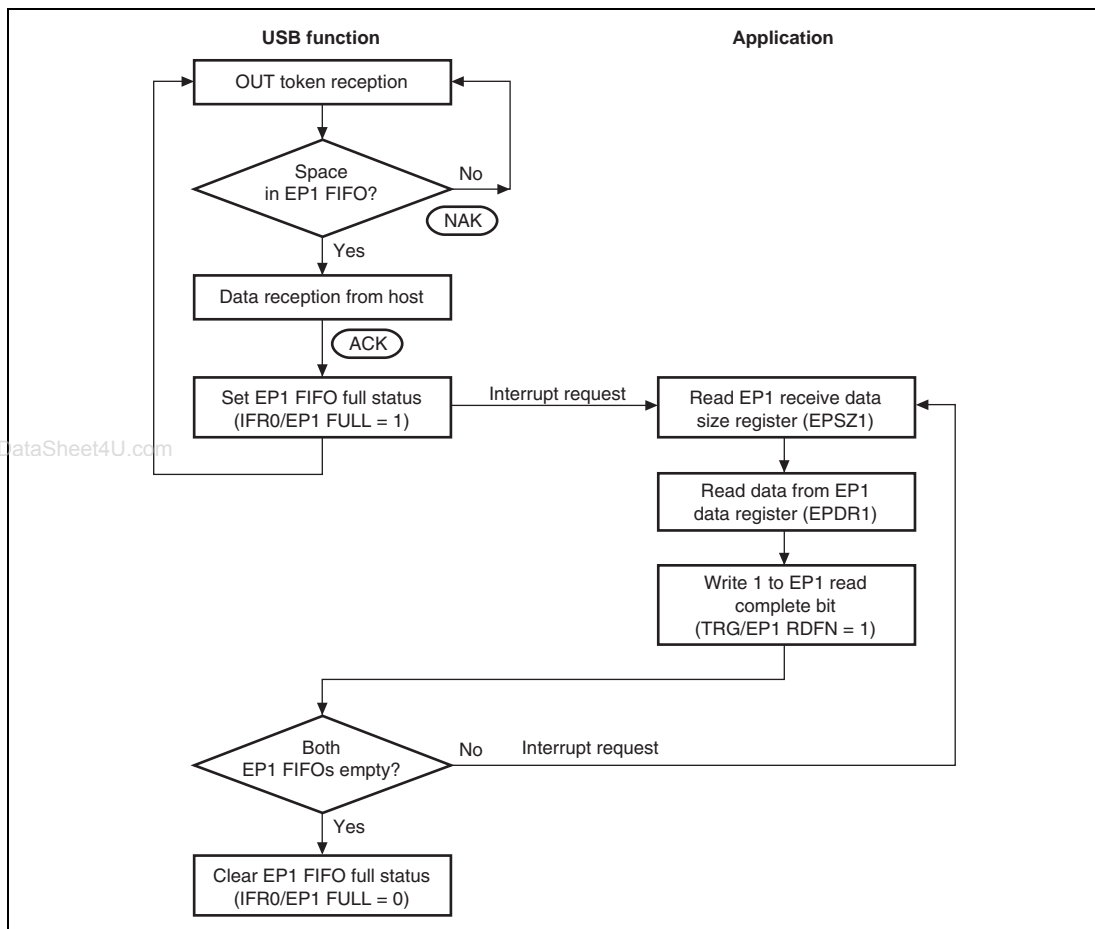 USB function
Application
OUT token reception
Space
in EP1 FIFO?
No
NAK
Yes
Data reception from host
ACK
Set EP1 FIFO full status
(IFR0/EP1 FULL = 1)
Interrupt request
Read EP1 receive data
size register (EPSZ1)
DataSheet4U.com
Read data from EP1
data register (EPDR1)
Write 1 to EP1 read
complete bit
(TRG/EP1 RDFN = 1)
Both
EP1 FIFOs empty?
No
Interrupt request
Yes
Clear EP1 FIFO full status
(IFR0/EP1 FULL = 0)